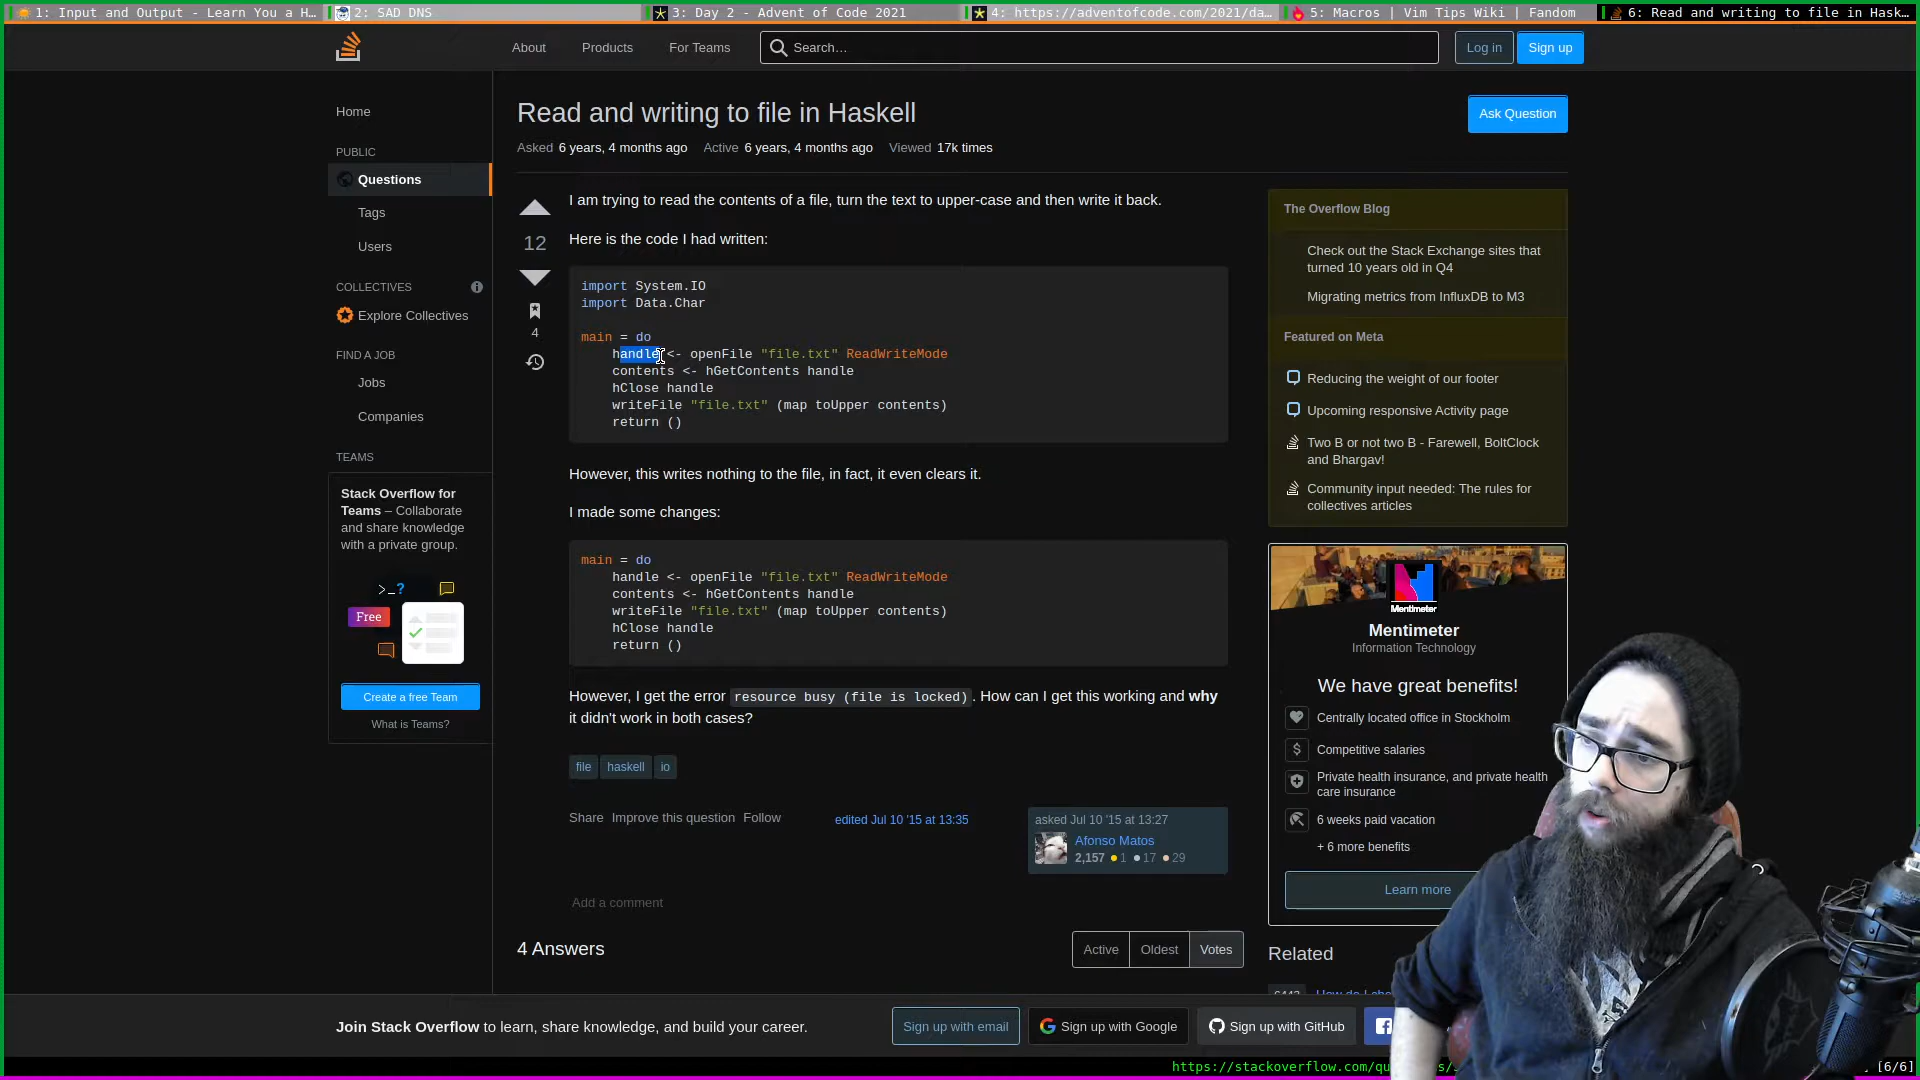 1: Input and Output - Learn You a H…
2: SAD DNS
3: Day 2 - Advent of Code 2021
4: https://adventofcode.com/2021/da…
5: Macros | Vim Tips Wiki | Fandom
6: Read and writing to file in Hask…
About
Products
For Teams
Search…
Log in
Sign up
Home
PUBLIC
Questions
Tags
Users
COLLECTIVES
Explore Collectives
FIND A JOB
Jobs
Companies
TEAMS
Stack Overflow for
Teams – Collaborate
and share knowledge
with a private group.
>_?
Free
Create a free Team
What is Teams?
Read and writing to file in Haskell
Ask Question
Asked 6 years, 4 months ago Active 6 years, 4 months ago Viewed 17k times
12
4
I am trying to read the contents of a file, turn the text to upper-case and then write it back.
Here is the code I had written:
import System.IO
import Data.Char
main = do
handle <- openFile "file.txt" ReadWriteMode
contents <- hGetContents handle
hClose handle
writeFile "file.txt" (map toUpper contents)
return ()
However, this writes nothing to the file, in fact, it even clears it.
I made some changes:
main = do
handle <- openFile "file.txt" ReadWriteMode
contents <- hGetContents handle
writeFile "file.txt" (map toUpper contents)
hClose handle
return ()
However, I get the error resource busy (file is locked). How can I get this working and why
it didn't work in both cases?
file haskell io
Share Improve this question Follow
edited Jul 10 '15 at 13:35
asked Jul 10 '15 at 13:27
Afonso Matos
2,157 1 17 29
Add a comment
4 Answers
Active Oldest Votes
The Overflow Blog
Check out the Stack Exchange sites that
turned 10 years old in Q4
Migrating metrics from InfluxDB to M3
Featured on Meta
Reducing the weight of our footer
Upcoming responsive Activity page
Two B or not two B - Farewell, BoltClock
and Bhargav!
Community input needed: The rules for
collectives articles
Mentimeter
Mentimeter
Information Technology
We have great benefits!
Centrally located office in Stockholm
Competitive salaries
Private health insurance, and private health
care insurance
6 weeks paid vacation
+ 6 more benefits
Learn more
Related
Join Stack Overflow to learn, share knowledge, and build your career.
Sign up with email
Sign up with Google
Sign up with GitHub
https://stackoverflow.com/qu
[6/6]